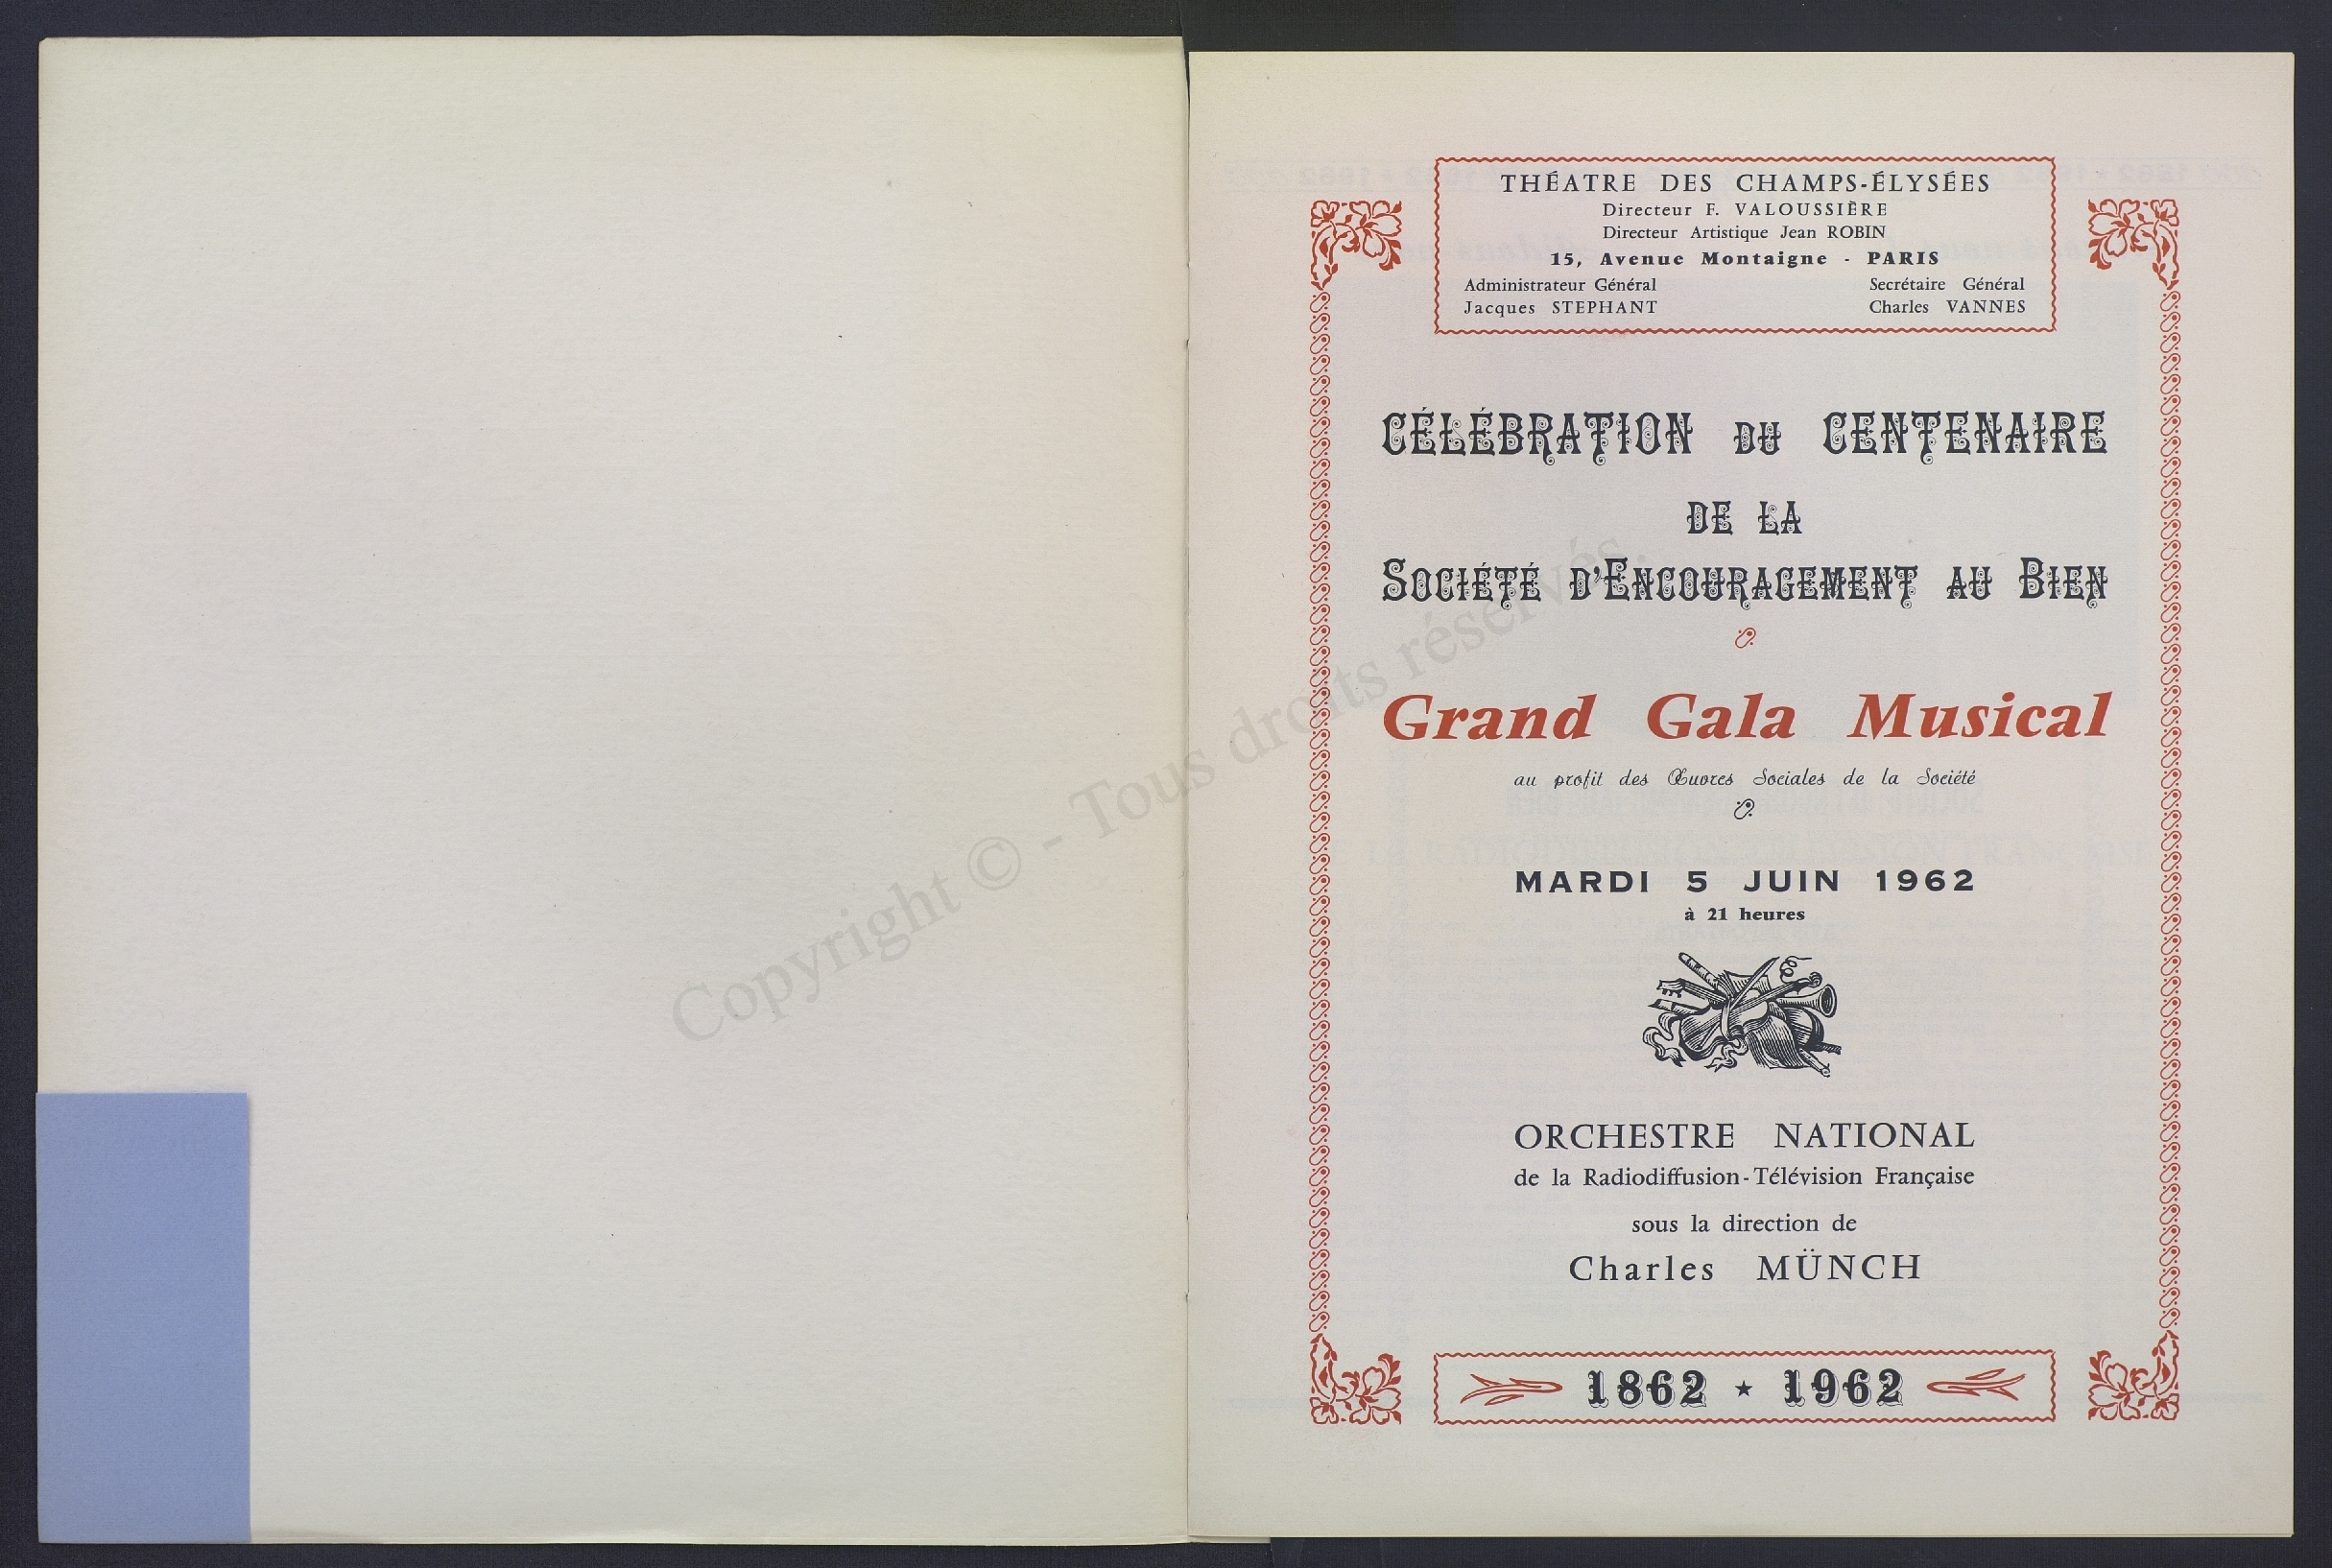 THÉATRE DES CHAMPS-ÉLYSÉES
Directeur F. VALOUSSIÈRE
Directeur Artistique Jean ROBIN
15, Avenue Montaigne - PARIS
Administrateur Général Secrétaire Général
Jacques STEPHANT Charles VANNES
CÉLÉBRATION DU CENTENAIRE
DE LA
SOCIÉTÉ D'ENCOURAGEMENT AU BIEN
Grand Gala Musical
au profit des Œuvres Sociales de la Société
MARDI 5 JUIN 1962
à 21 heures
ORCHESTRE NATIONAL
de la Radiodiffusion-Télévision Française
sous la direction de
Charles MÜNCH
1862 ★ 1962
Copyright © - Tous droits réservés.